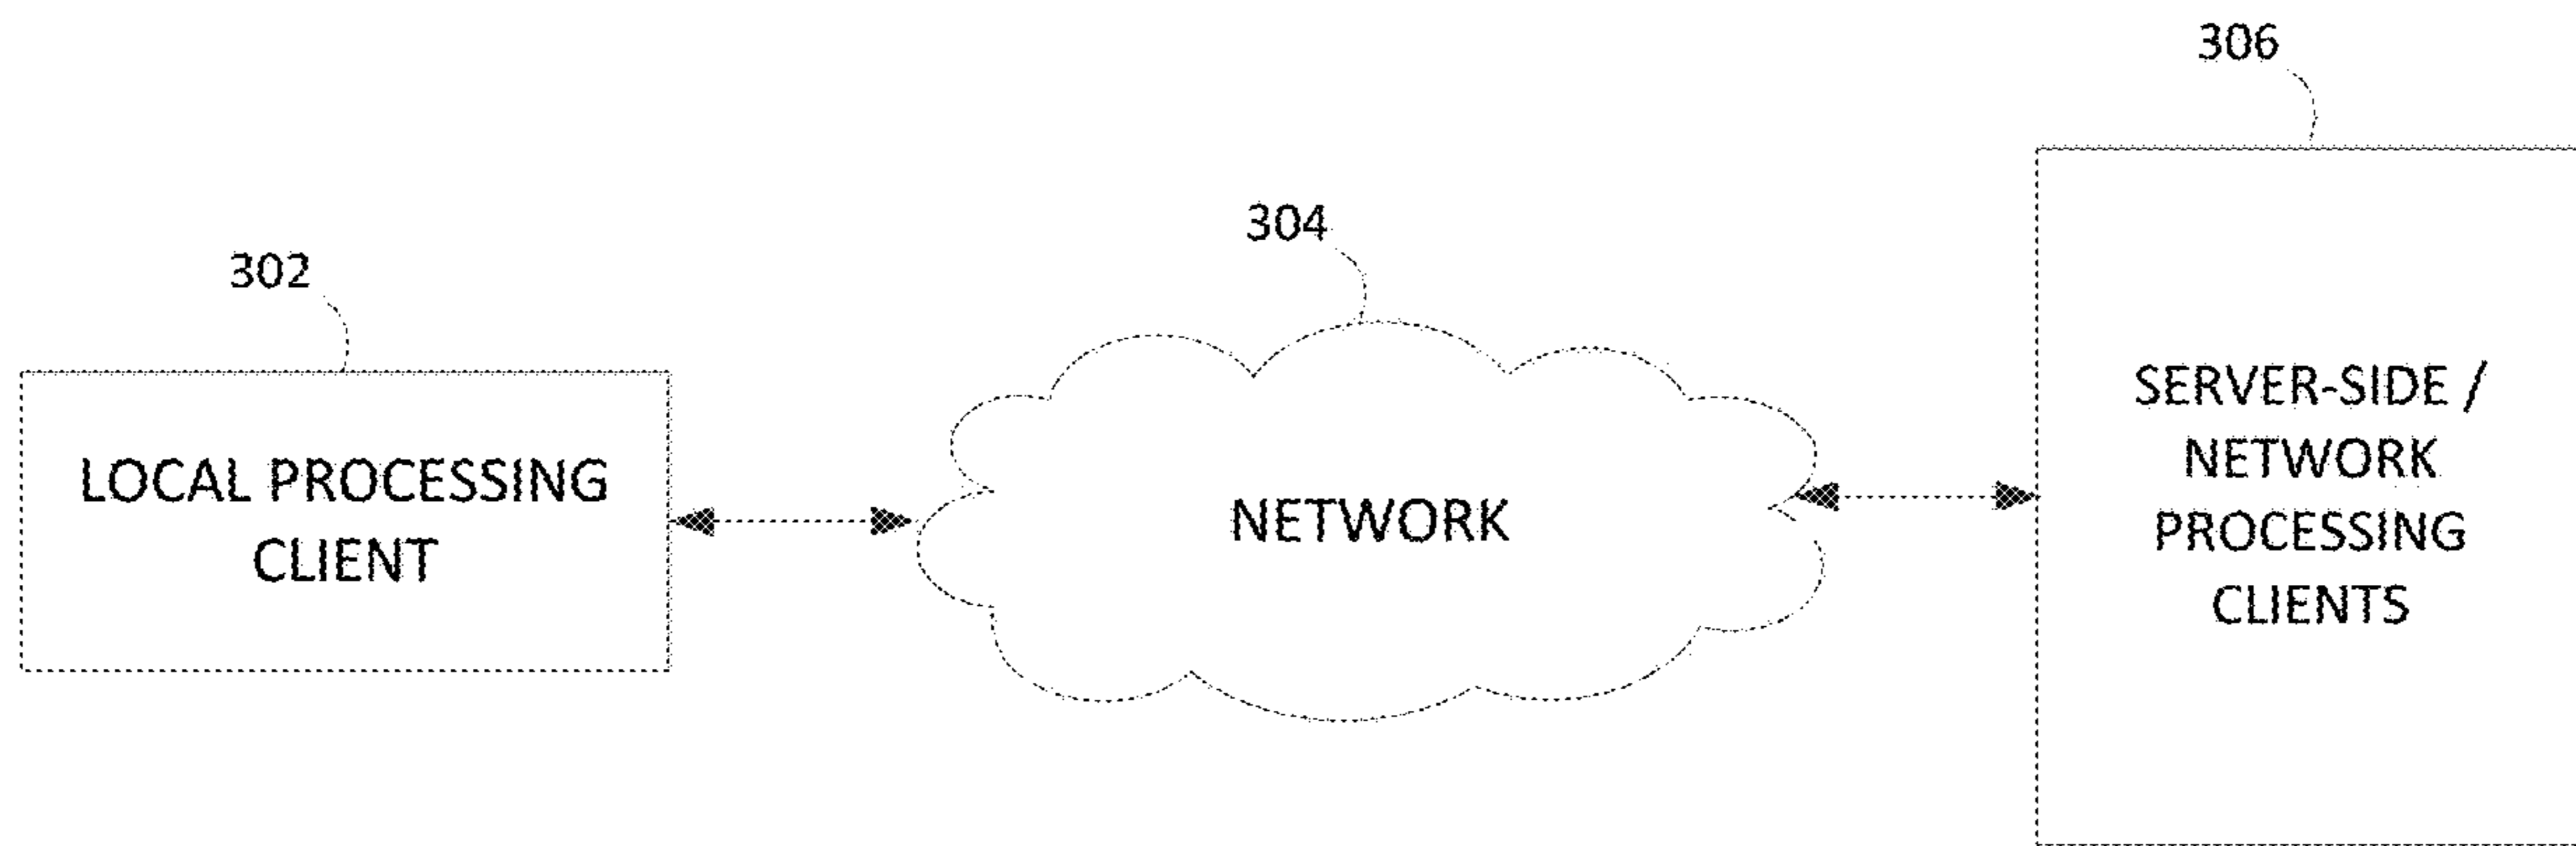 306
304
302
LOCAL PROCESSING
CLIENT
NETWORK
SERVER-SIDE /
NETWORK
PROCESSING
CLIENTS